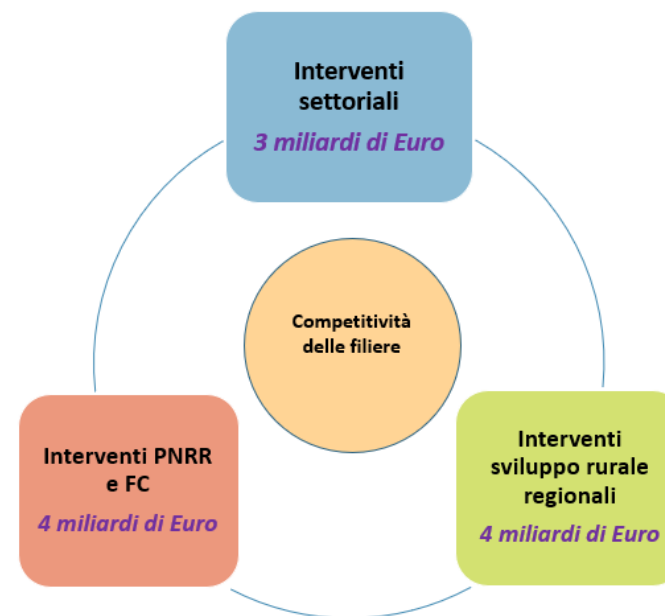 Interventi
settoriali
3 miliardi di Euro
Competitività
delle filiere
Interventi PNRR
e FC
4 miliardi di Euro
Interventi
sviluppo rurale
regionali
4 miliardi di Euro